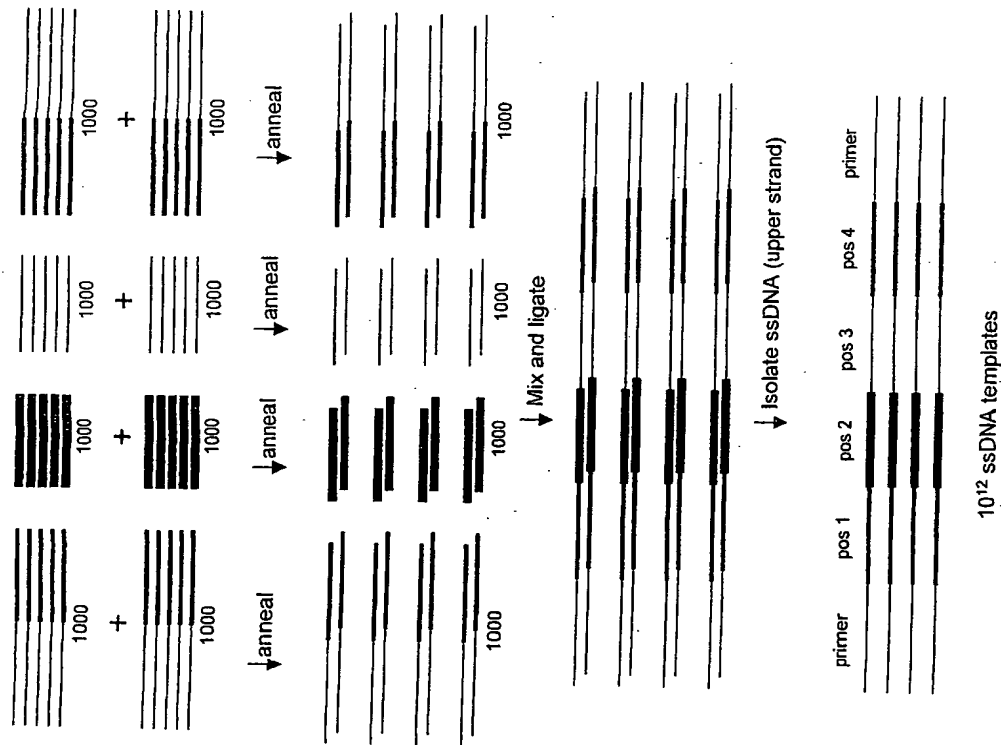 1000 1000 1000 1000
+ + + +
1000 1000 1000 1000
anneal anneal anneal anneal
1000 1000 1000 1000
Mix and ligate
Isolate ssDNA (upper strand)
primer pos 1 pos 2 pos 3 pos 4 primer
10¹² ssDNA templates